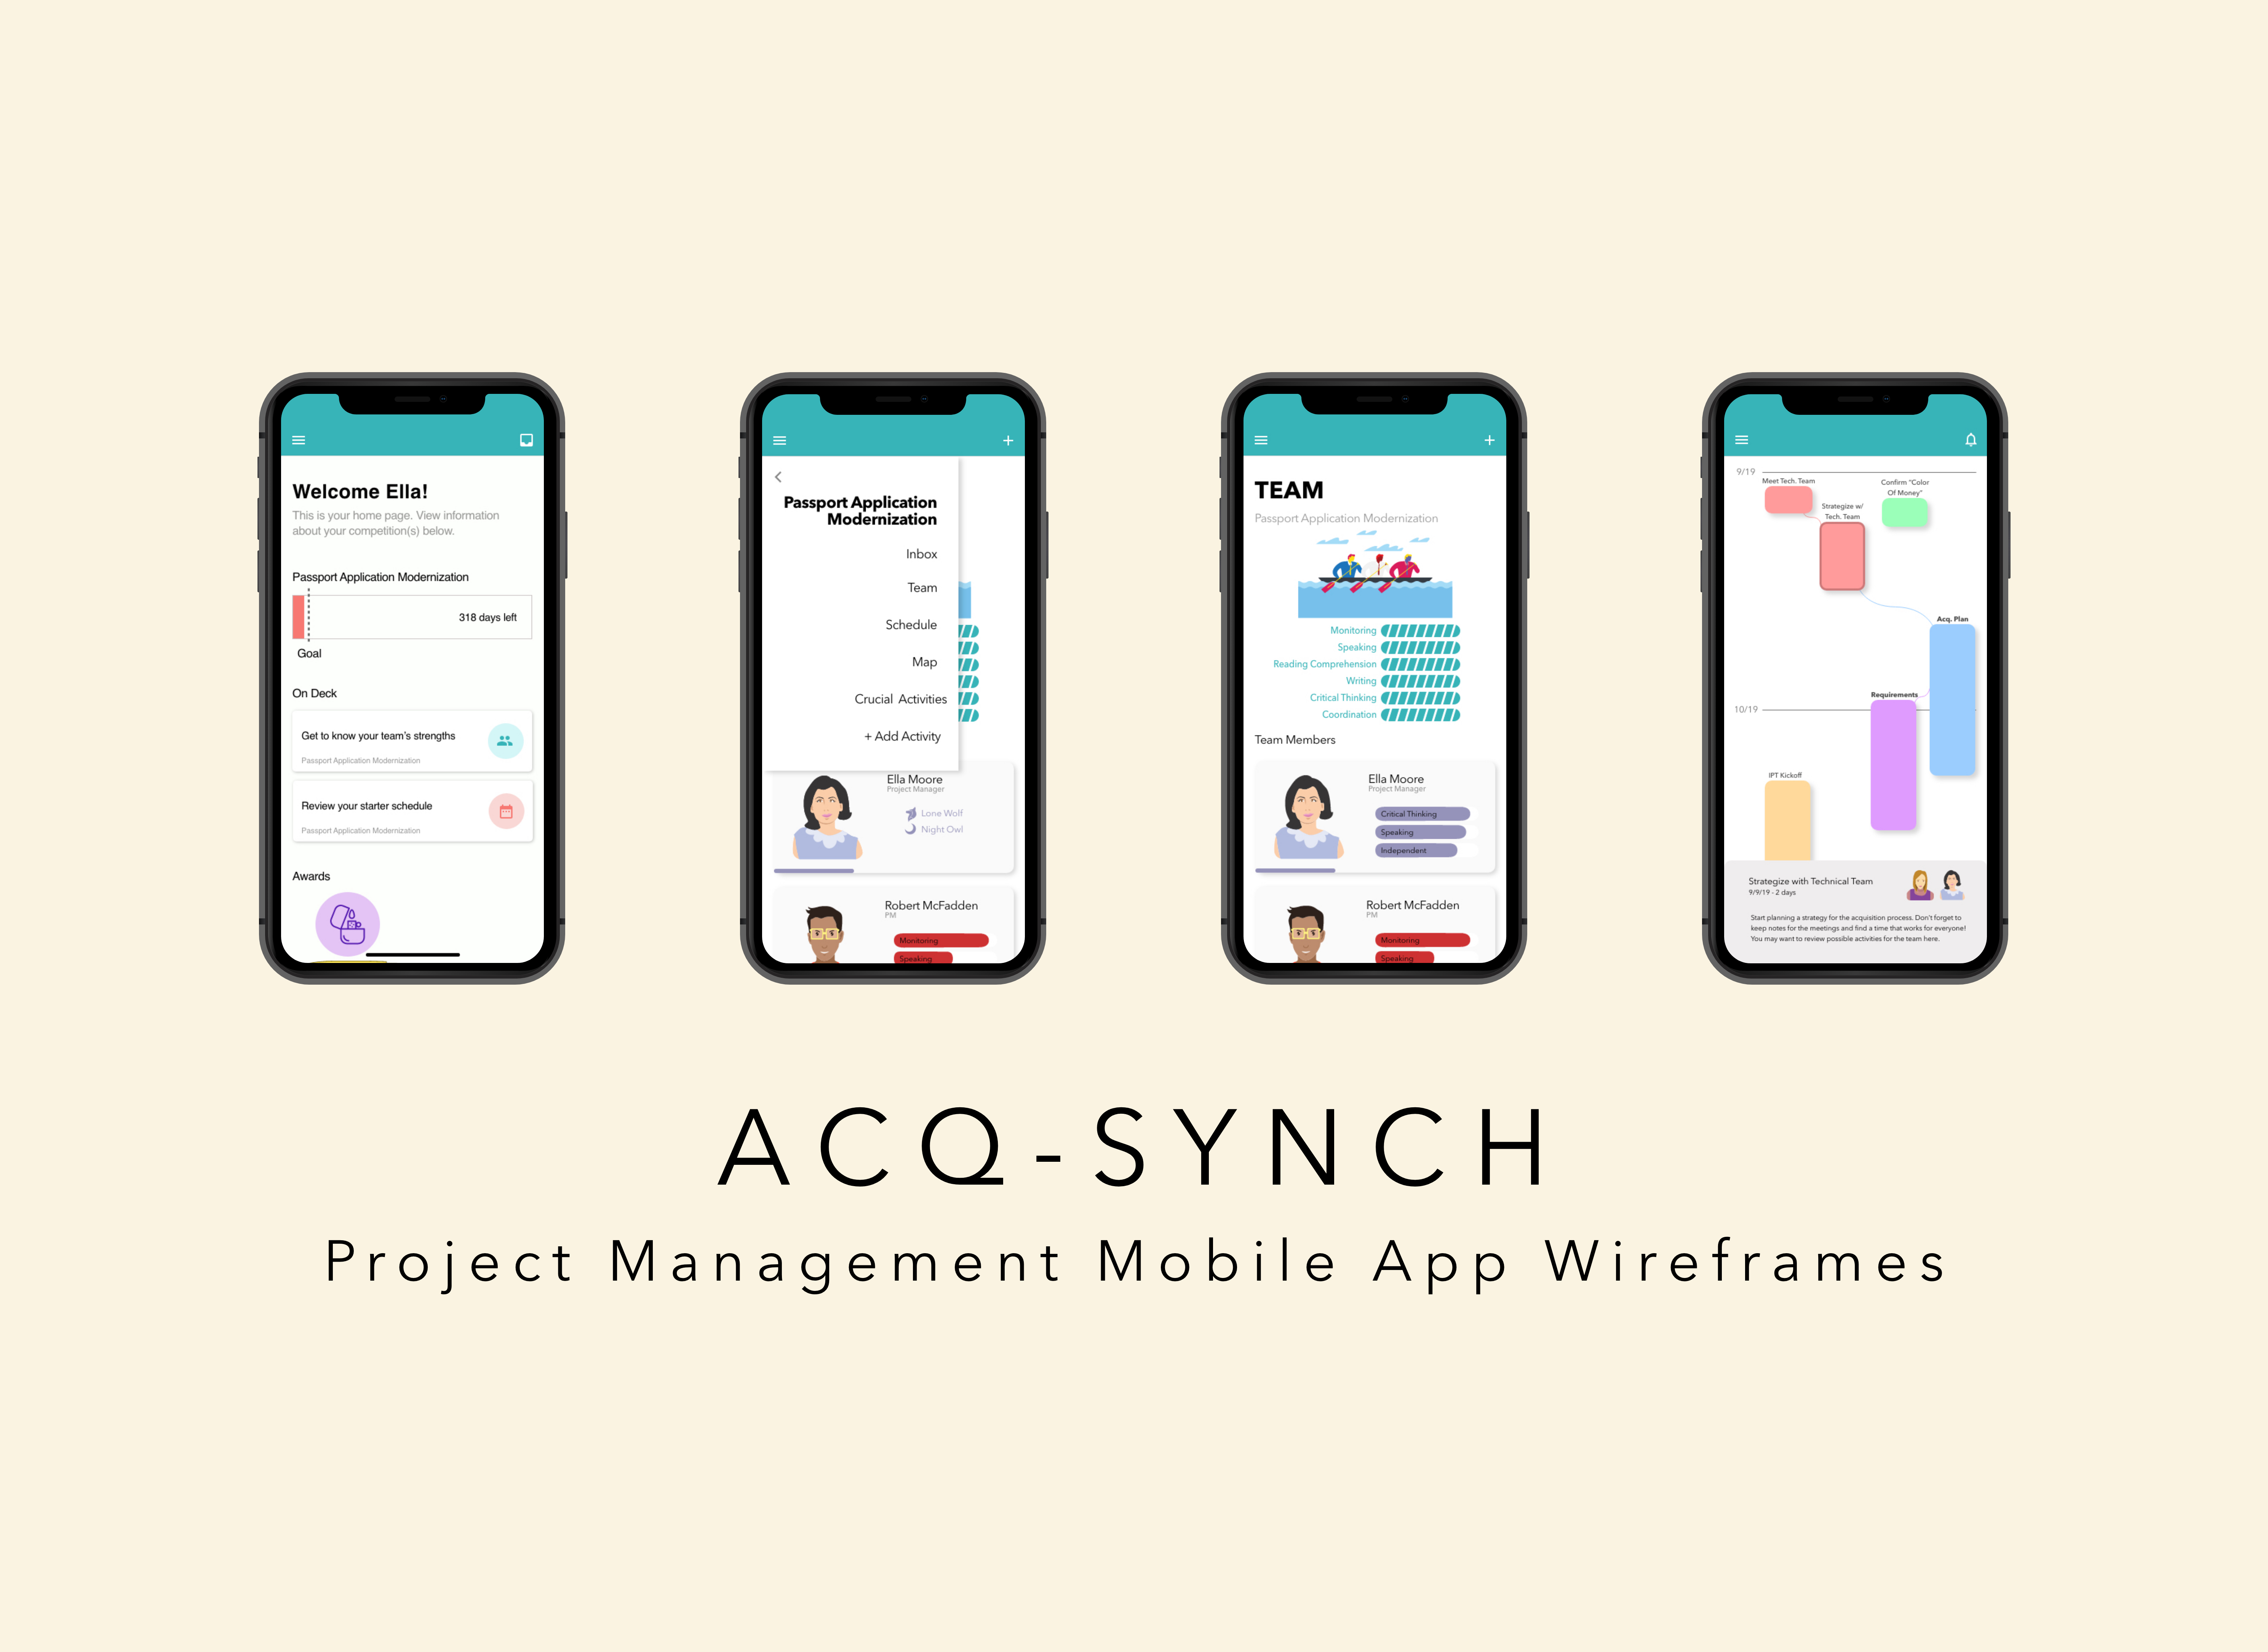 Welcome Ella!
This is your home page. View information
about your competition(s) below.
Passport Application Modernization
318 days left
Goal
On Deck
Get to know your team's strengths
Passport Application Modernization
Review your starter schedule
Passport Application Modernization
Awards
Passport Application
Modernization
Inbox
Team
Schedule
Map
Crucial Activities
+ Add Activity
Ella Moore
Project Manager
Lone Wolf
Night Owl
Robert McFadden
PM
Monitoring
Speaking
TEAM
Passport Application Modernization
Monitoring
Speaking
Reading Comprehension
Writing
Critical Thinking
Coordination
Team Members
Ella Moore
Project Manager
Critical Thinking
Speaking
Independent
Robert McFadden
PM
Monitoring
Speaking
9/19
Meet Tech. Team
Confirm "Color
Of Money"
Strategize w/
Tech. Team
Acq. Plan
Requirements
10/19
IPT Kickoff
Strategize with Technical Team
9/9/19 - 2 days
Start planning a strategy for the acquisition process. Don't forget to
keep notes for the meetings and find a time that works for everyone!
You may want to review possible activities for the team here.
ACQ-SYNCH
Project Management Mobile App Wireframes